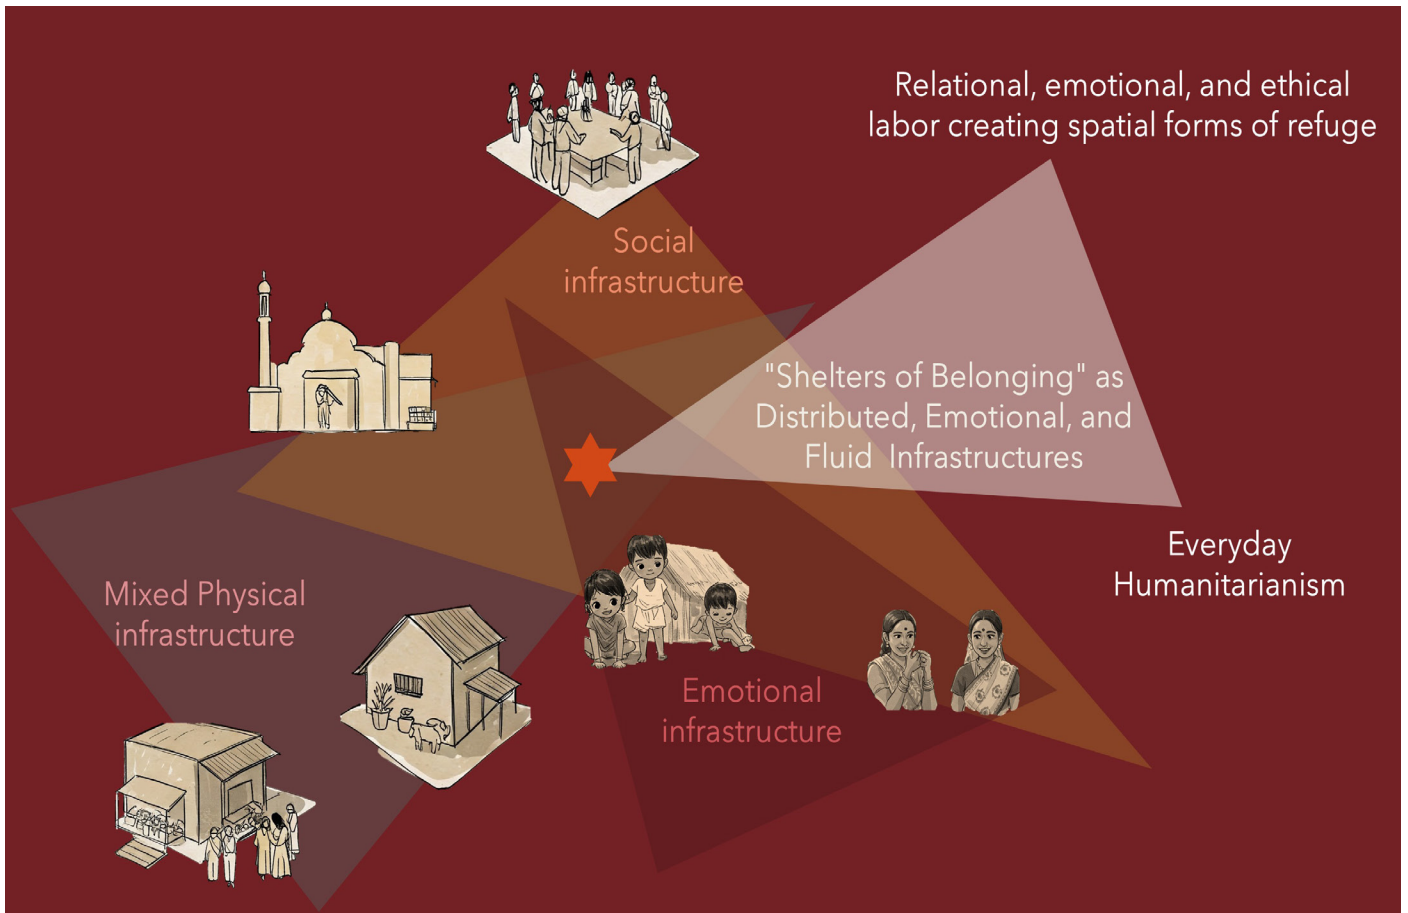 Relational, emotional, and ethical
labor creating spatial forms of refuge
Social
infrastructure
"Shelters of Belonging" as
Distributed, Emotional, and
Fluid Infrastructures
Everyday
Humanitarianism
Mixed Physical
infrastructure
Emotional
infrastructure